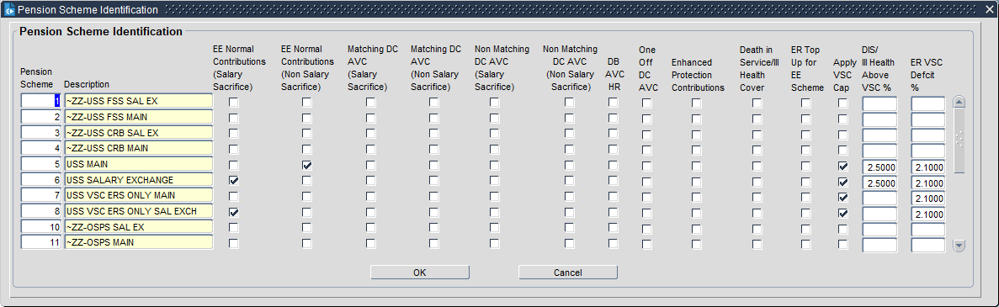 Pension Scheme Identification
Pension Scheme Identification
Pension Scheme
Description
EE Normal Contributions (Salary Sacrifice)
EE Normal Contributions (Non Salary Sacrifice)
Matching DC AVC (Salary Sacrifice)
Matching DC AVC (Non Salary Sacrifice)
Non Matching DC AVC (Salary Sacrifice)
Non Matching DC AVC (Non Salary Sacrifice)
DB AVC HR
One Off DC AVC
Enhanced Protection Contributions
Death in Service/Ill Health Cover
ER Top Up for EE Scheme
Apply VSC Cap
DIS/ Ill Health Above VSC %
ER VSC Defcit %
1 ~ZZ-USS FSS SAL EX
2 ~ZZ-USS FSS MAIN
3 ~ZZ-USS CRB SAL EX
4 ~ZZ-USS CRB MAIN
5 USS MAIN 2.5000 2.1000
6 USS SALARY EXCHANGE 2.5000 2.1000
7 USS VSC ERS ONLY MAIN 2.1000
8 USS VSC ERS ONLY SAL EXCH 2.1000
10 ~ZZ-OSPS SAL EX
11 ~ZZ-OSPS MAIN
OK Cancel